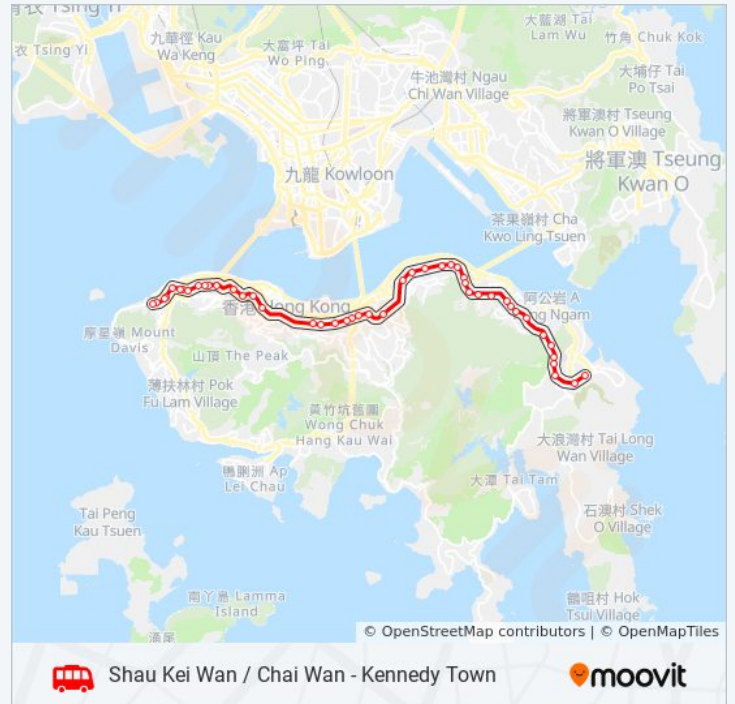 青衣 Tsing Yi
衣 Tsing Yi
九華徑 Kau
Wa Keng
大窩坪 Tai
Wo Ping
大藍湖 Tai
Lam Wu
竹角 Chuk Kok
牛池灣村 Ngau
Chi Wan Village
大埔仔 Tai
Po Tsai
將軍澳村 Tseung
Kwan O Village
將軍澳 Tseung
Kwan O
九龍 Kowloon
茶果嶺村 Cha
Kwo Ling Tsuen
香港 Hong Kong
阿公岩 A
Ngam
摩星嶺 Mount
Davis
山頂 The Peak
薄扶林村 Pok
Fu Lam Village
黃竹坑舊圍
Wong Chuk
Hang Kau Wai
大浪灣村 Tai Long
Wan Village
鴨脷洲 Ap
Lei Chau
大潭 Tai Tam
石澳村 Shek
O Village
Tai Peng
Kau Tsuen
南丫島 Lamma
Island
鶴咀村 Hok
Tsui Village
© OpenStreetMap contributors | © OpenMapTiles
Shau Kei Wan / Chai Wan - Kennedy Town
moovit